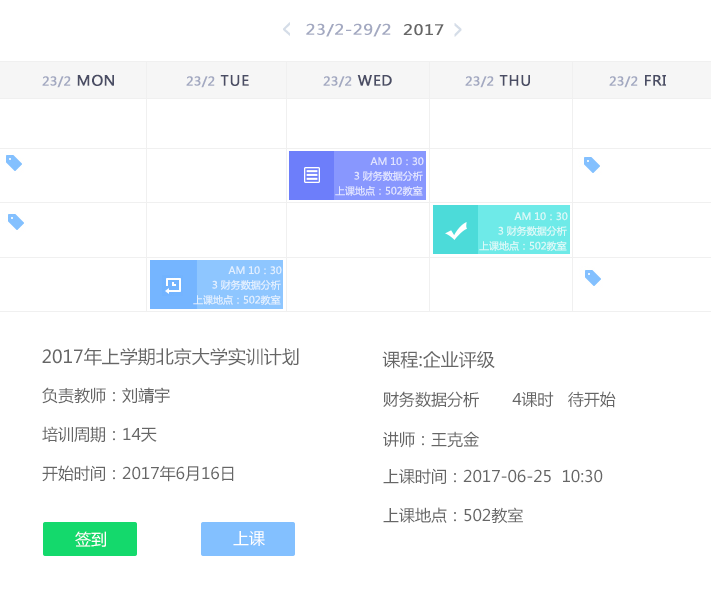 23/2-29/2 2017
23/2 MON 23/2 TUE 23/2 WED 23/2 THU 23/2 FRI
AM 10：30
3 财务数据分析
上课地点：502教室
AM 10：30
3 财务数据分析
上课地点：502教室
AM 10：30
3 财务数据分析
上课地点：502教室
2017年上学期北京大学实训计划
负责教师：刘靖宇
培训周期：14天
开始时间：2017年6月16日
签到 上课
课程:企业评级
财务数据分析 4课时 待开始
讲师：王克金
上课时间：2017-06-25 10:30
上课地点：502教室